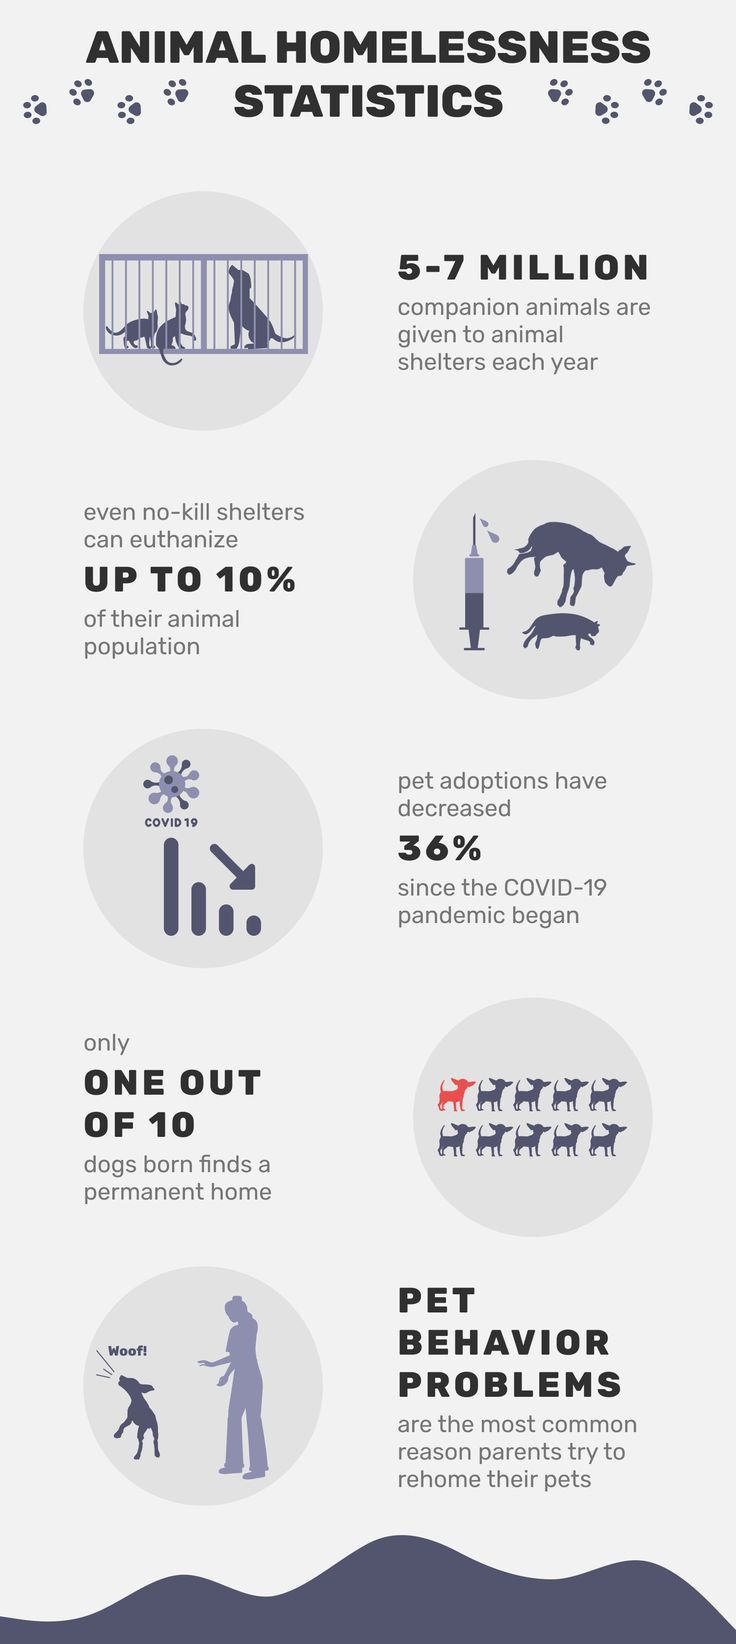 ANIMAL HOMELESSNESS
STATISTICS
5-7 MILLION
companion animals are
given to animal
shelters each year
even no-kill shelters
can euthanize
UP TO 10%
of their animal
population
COVID 19
pet adoptions have
decreased
36%
since the COVID-19
pandemic began
only
ONE OUT
OF 10
dogs born finds a
permanent home
Woof!
PET
BEHAVIOR
PROBLEMS
are the most common
reason parents try to
rehome their pets